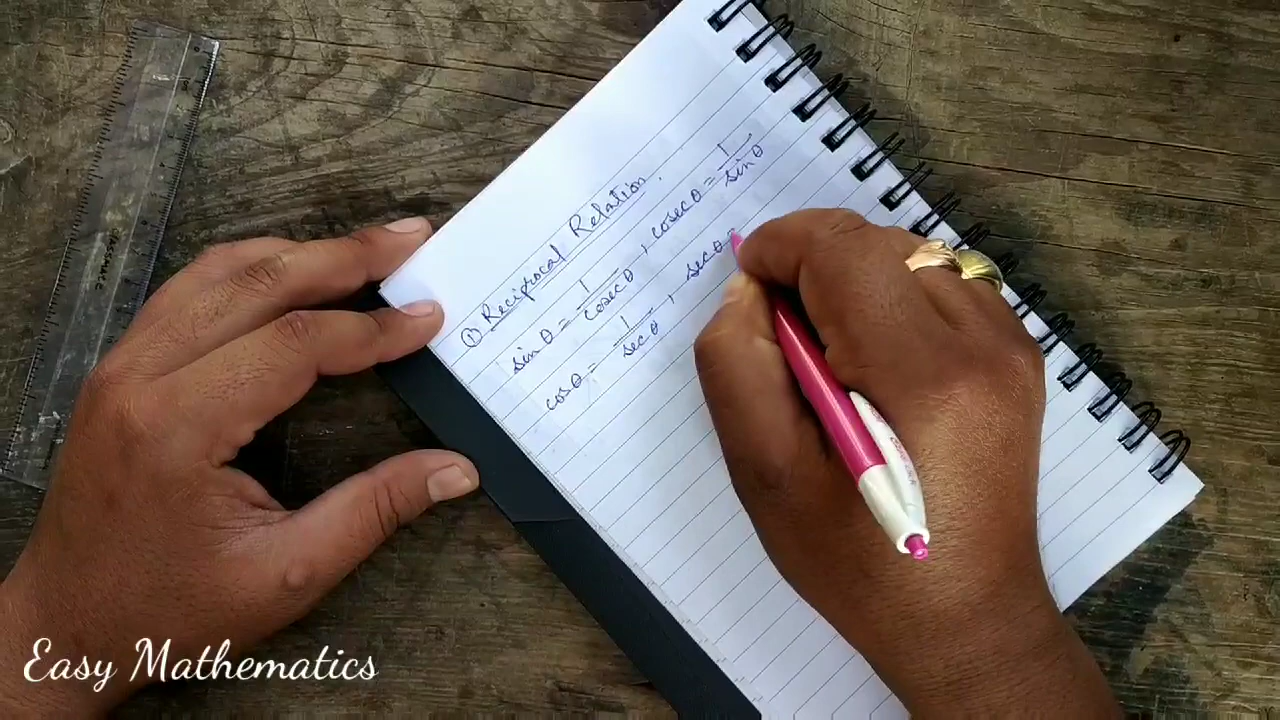 ① Reciprocal Relation.
sin θ = 1/cosec θ , cosec θ = 1/sin θ
cos θ = 1/sec θ , sec θ =
Easy Mathematics